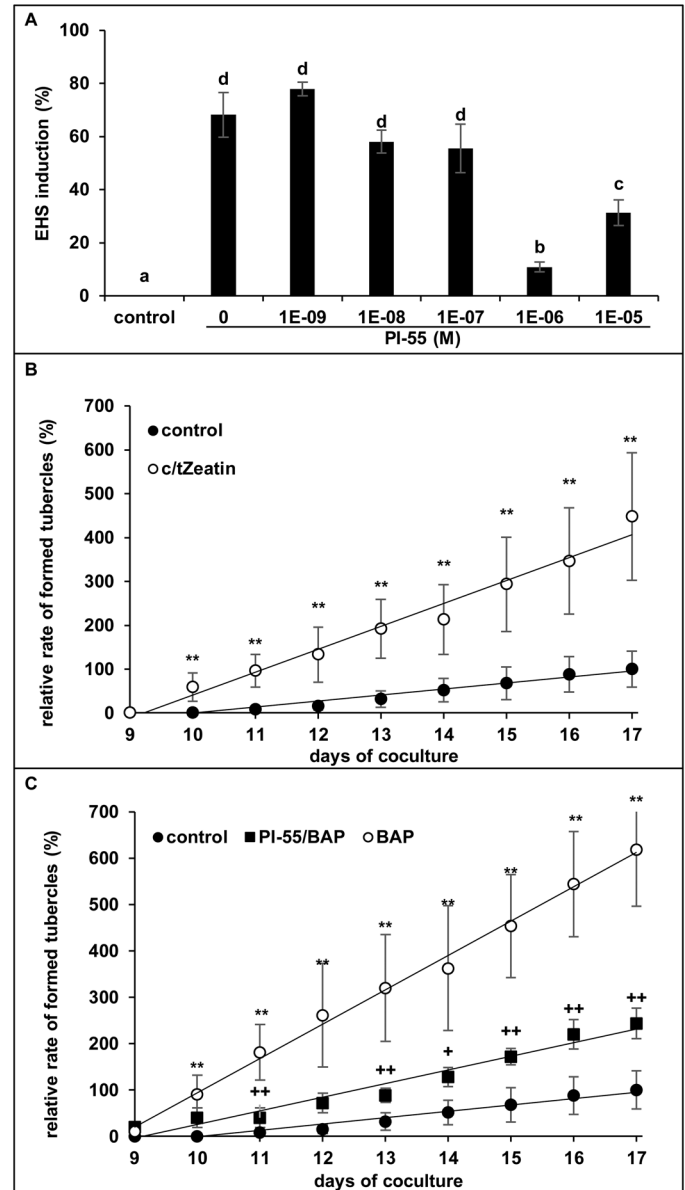 A
EHS induction (%)
100
80
60
40
20
0
a
d
d
d
d
b
c
control
0
1E-09
1E-08
1E-07
1E-06
1E-05
PI-55 (M)
B
relative rate of formed tubercles (%)
700
600
500
400
300
200
100
0
control
c/tZeatin
**
**
**
**
**
**
**
**
9 10 11 12 13 14 15 16 17
days of coculture
C
relative rate of formed tubercles (%)
700
600
500
400
300
200
100
0
control PI-55/BAP BAP
**
**
**
**
**
**
**
**
++
++
+
++
++
++
9 10 11 12 13 14 15 16 17
days of coculture